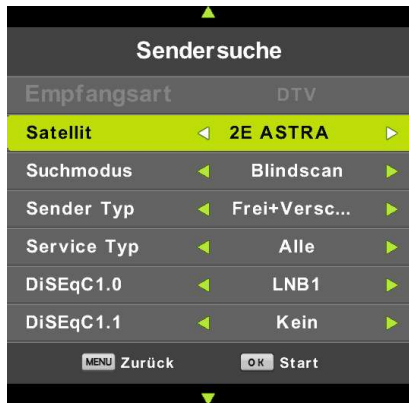 Sendersuche
Empfangsart DTV
Satellit 2E ASTRA
Suchmodus Blindscan
Sender Typ Frei+Versc...
Service Typ Alle
DiSEqC1.0 LNB1
DiSEqC1.1 Kein
MENU Zurück OK Start